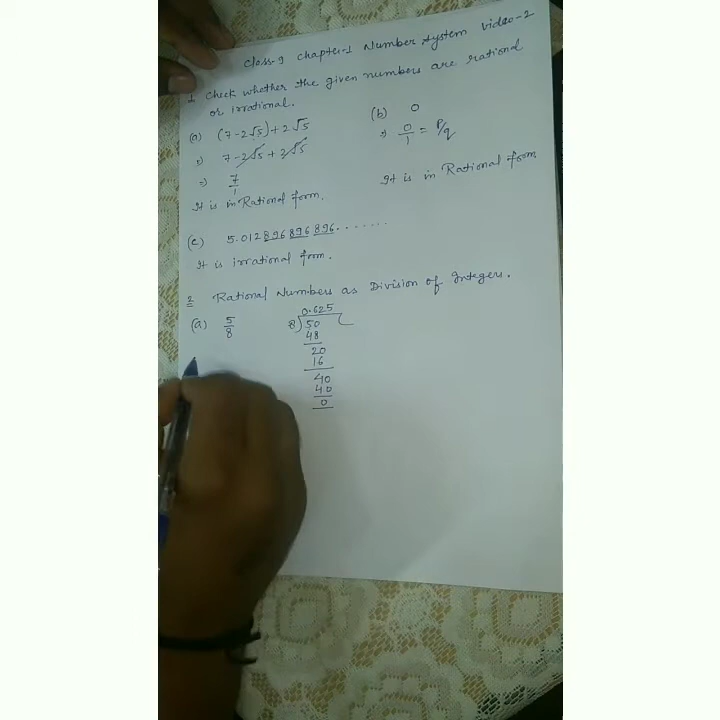 Class-9 Chapter-1 Number system video-2
1 Check whether the given numbers are rational
or irrational.
(a) (7-2√5)+2√5
⇒ 7-2√5+2√5
⇒ 7/1
It is in Rational form.
(b) 0
⇒ 0/1 = P/q
It is in Rational form
(c) 5.012896896896.......
It is irrational form.
2 Rational Numbers as Division of Integers.
(a) 5/8
0.625
8)50
48
20
16
40
40
0